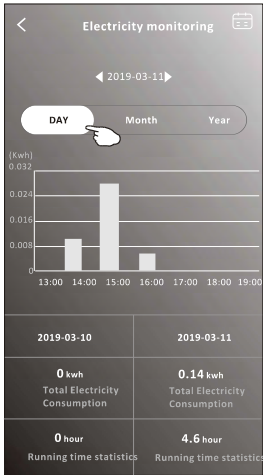 Electricity monitoring
2019-03-11
DAY Month Year
(Kwh)
0.032
0.024
0.016
0.008
0
13:00 14:00 15:00 16:00 17:00 18:00 19:00
2019-03-10 2019-03-11
0 kwh 0.14 kwh
Total Electricity Total Electricity
Consumption Consumption
0 hour 4.6 hour
Running time statistics Running time statistics